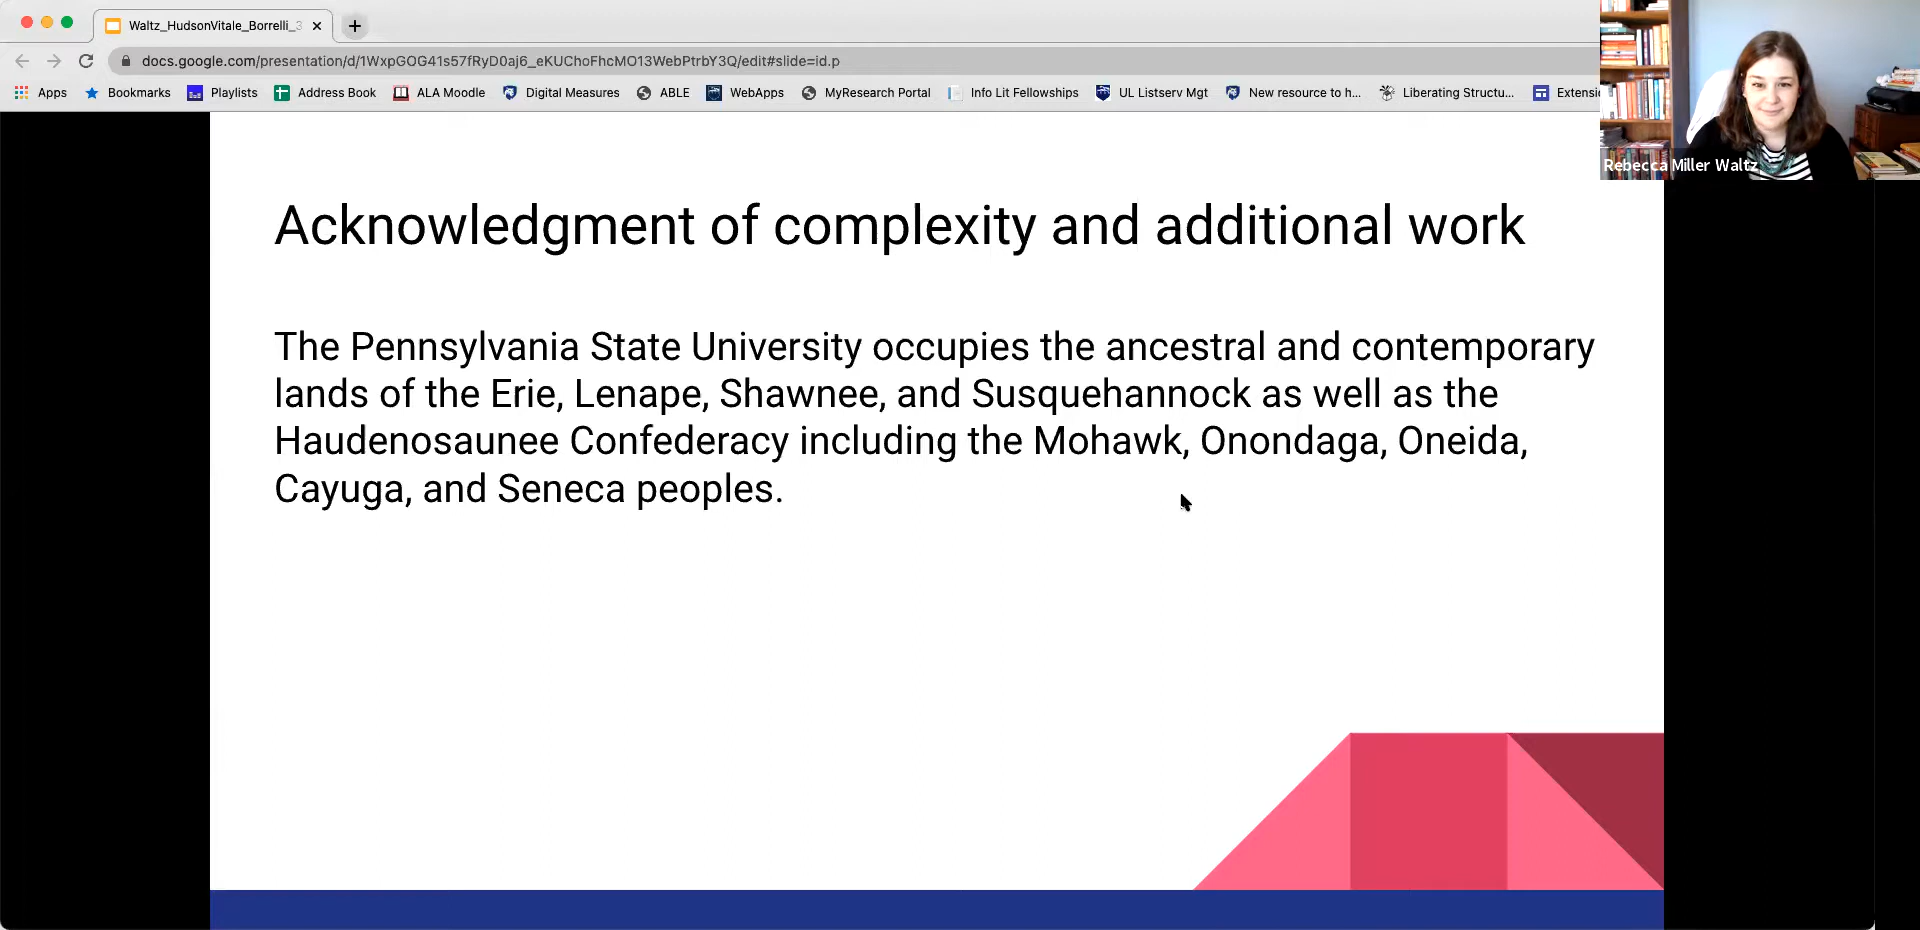 Waltz_HudsonVitale_Borrelli_3
docs.google.com/presentation/d/1WxpGOG41s57fRyD0aj6_eKUChoFhcMO13WebPtrbY3Q/edit#slide=id.p
Apps Bookmarks Playlists Address Book ALA Moodle Digital Measures ABLE WebApps MyResearch Portal Info Lit Fellowships UL Listserv Mgt New resource to h... Liberating Structu... Extensi
Rebecca Miller Waltz
Acknowledgment of complexity and additional work
The Pennsylvania State University occupies the ancestral and contemporary
lands of the Erie, Lenape, Shawnee, and Susquehannock as well as the
Haudenosaunee Confederacy including the Mohawk, Onondaga, Oneida,
Cayuga, and Seneca peoples.